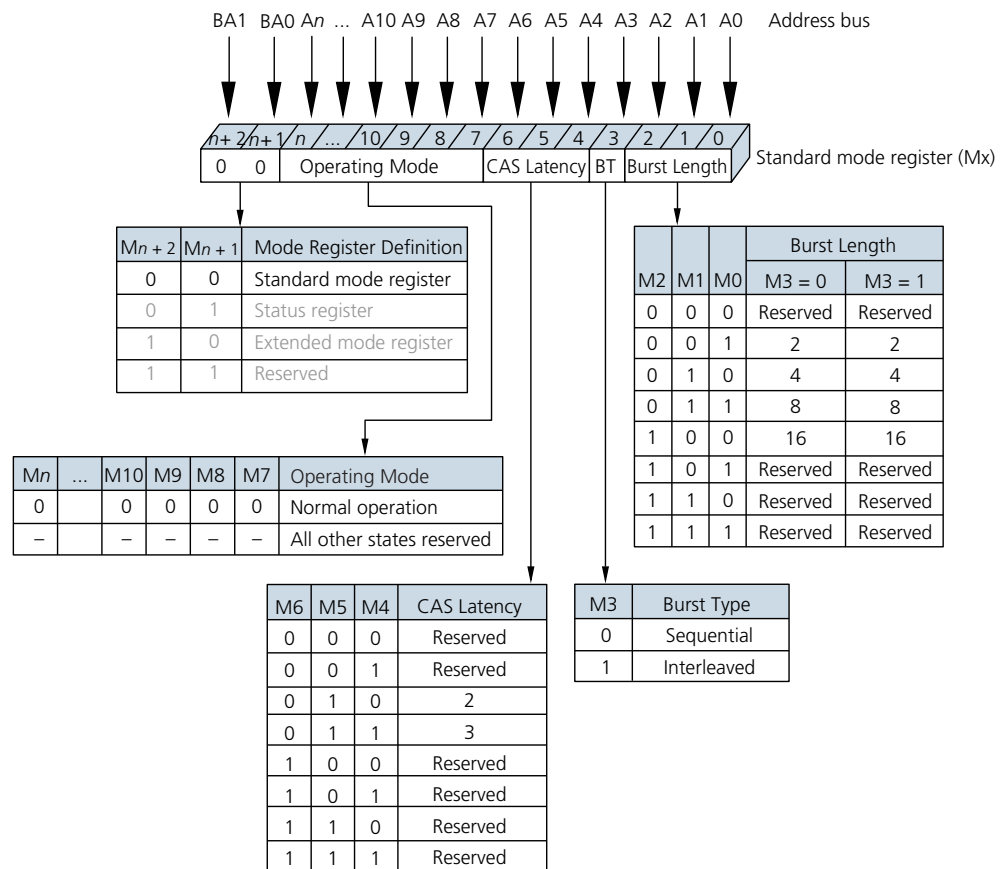 BA1 BA0 An ... A10 A9 A8 A7 A6 A5 A4 A3 A2 A1 A0 Address bus
n+ 2 n+ 1 n ... 10 9 8 7 6 5 4 3 2 1 0
0 0 Operating Mode CAS Latency BT Burst Length
Standard mode register (Mx)
Mn + 2 Mn + 1 Mode Register Definition
0 0 Standard mode register
0 1 Status register
1 0 Extended mode register
1 1 Reserved
Burst Length
M2 M1 M0 M3 = 0 M3 = 1
0 0 0 Reserved Reserved
0 0 1 2 2
0 1 0 4 4
0 1 1 8 8
1 0 0 16 16
1 0 1 Reserved Reserved
1 1 0 Reserved Reserved
1 1 1 Reserved Reserved
Mn ... M10 M9 M8 M7 Operating Mode
0 0 0 0 0 Normal operation
– – – – – All other states reserved
M6 M5 M4 CAS Latency
0 0 0 Reserved
0 0 1 Reserved
0 1 0 2
0 1 1 3
1 0 0 Reserved
1 0 1 Reserved
1 1 0 Reserved
1 1 1 Reserved
M3 Burst Type
0 Sequential
1 Interleaved